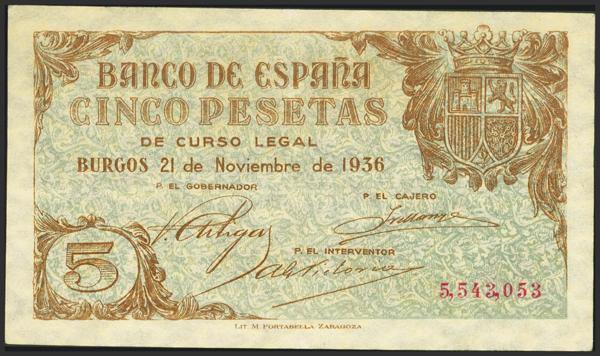 BANCO DE ESPAÑA
CINCO PESETAS
DE CURSO LEGAL
BURGOS 21 de Noviembre de 1936
P. EL GOBERNADOR
P. EL CAJERO
P. EL INTERVENTOR
5
5,543,053
LIT. M. PORTABELLA ZARAGOZA